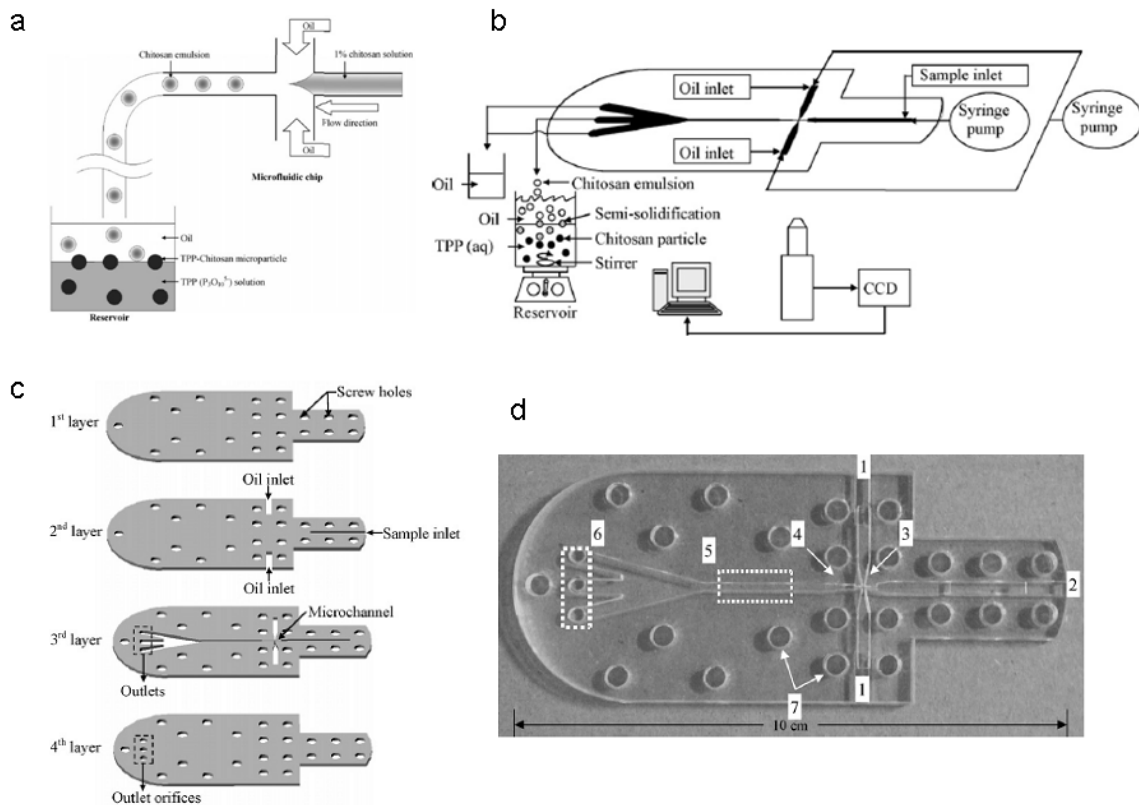 a
Oil
Chitosan emulsion
1% chitosan solution
Flow direction
Oil
Microfluidic chip
Oil
TPP-Chitosan microparticle
TPP (P₃O₁₀⁵⁻) solution
Reservoir
b
Oil inlet
Sample inlet
Syringe pump
Syringe pump
Oil inlet
Oil
Chitosan emulsion
Oil
Semi-solidification
TPP (aq)
Chitosan particle
Stirrer
Reservoir
CCD
c
Screw holes
1st layer
Oil inlet
2nd layer
Sample inlet
Oil inlet
Microchannel
3rd layer
Outlets
4th layer
Outlet orifices
d
1
6
5
4
3
2
1
7
10 cm